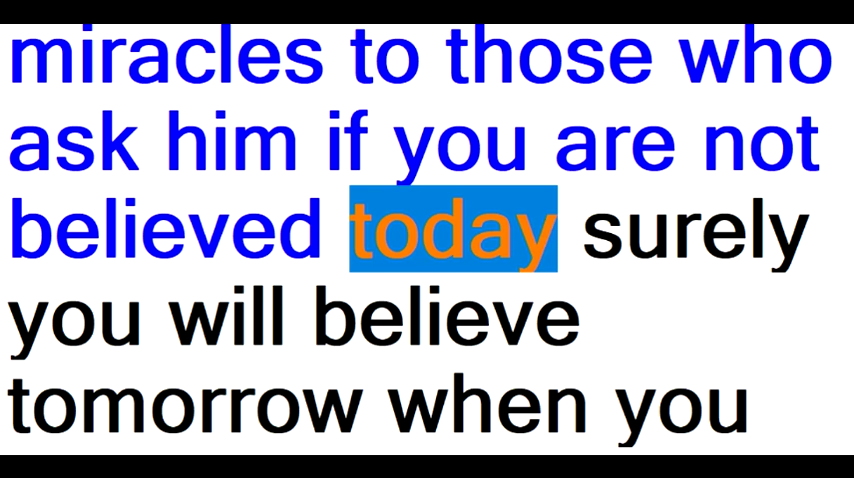 miracles to those who
ask him if you are not
believed today surely
you will believe
tomorrow when you